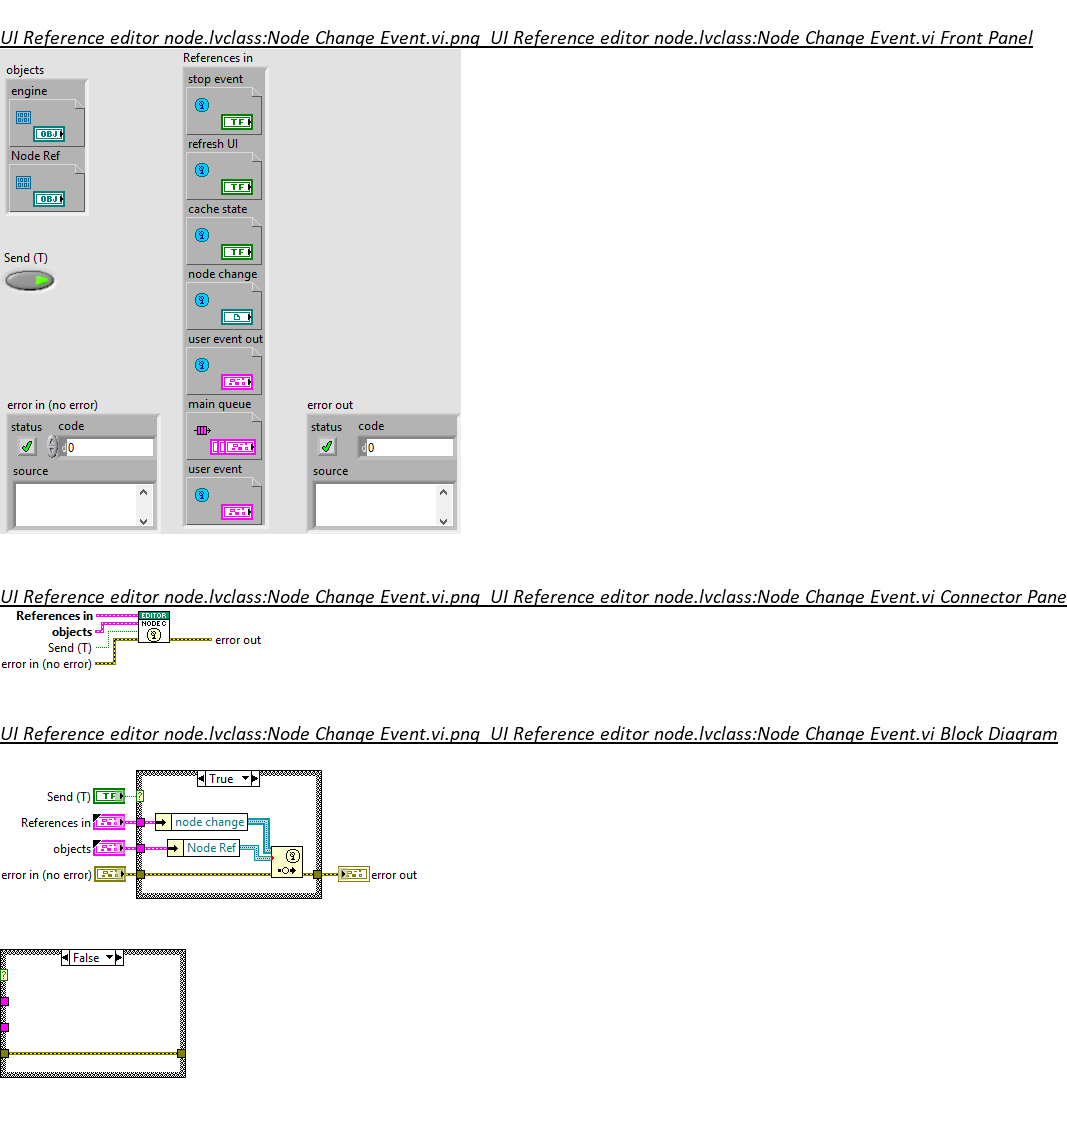 UI Reference editor node.lvclass:Node Change Event.vi.png UI Reference editor node.lvclass:Node Change Event.vi Front Panel
objects
engine
OBJ
Node Ref
OBJ
Send (T)
References in
stop event
TF
refresh UI
TF
cache state
TF
node change
user event out
main queue
user event
error in (no error)
status code
d 0
source
error out
status code
d 0
source
UI Reference editor node.lvclass:Node Change Event.vi.png UI Reference editor node.lvclass:Node Change Event.vi Connector Pane
References in
objects
Send (T)
error in (no error)
EDITOR
NODE C
error out
UI Reference editor node.lvclass:Node Change Event.vi.png UI Reference editor node.lvclass:Node Change Event.vi Block Diagram
True
Send (T) TF ?
References in node change
objects Node Ref
error in (no error) error out
False
?